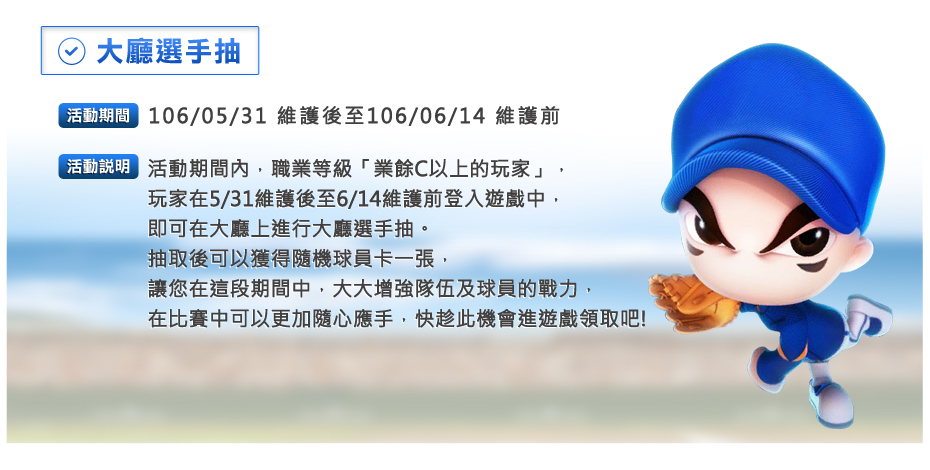 大廳選手抽
活動期間 106/05/31 維護後至106/06/14 維護前
活動説明 活動期間內，職業等級「業餘C以上的玩家」，
玩家在5/31維護後至6/14維護前登入遊戲中，
即可在大廳上進行大廳選手抽。
抽取後可以獲得隨機球員卡一張，
讓您在這段期間中，大大增強隊伍及球員的戰力，
在比賽中可以更加隨心應手，快趁此機會進遊戲領取吧!